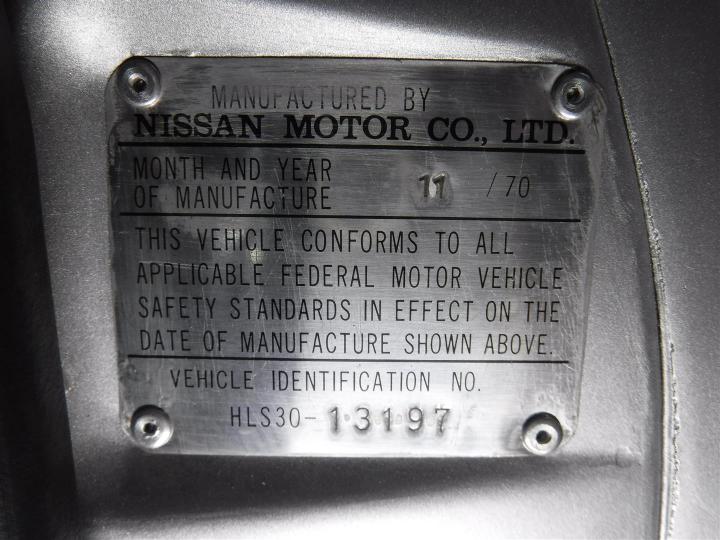 MANUFACTURED BY
NISSAN MOTOR CO., LTD.
MONTH AND YEAR
OF MANUFACTURE 11 /70
THIS VEHICLE CONFORMS TO ALL
APPLICABLE FEDERAL MOTOR VEHICLE
SAFETY STANDARDS IN EFFECT ON THE
DATE OF MANUFACTURE SHOWN ABOVE.
VEHICLE IDENTIFICATION NO.
HLS30-13197